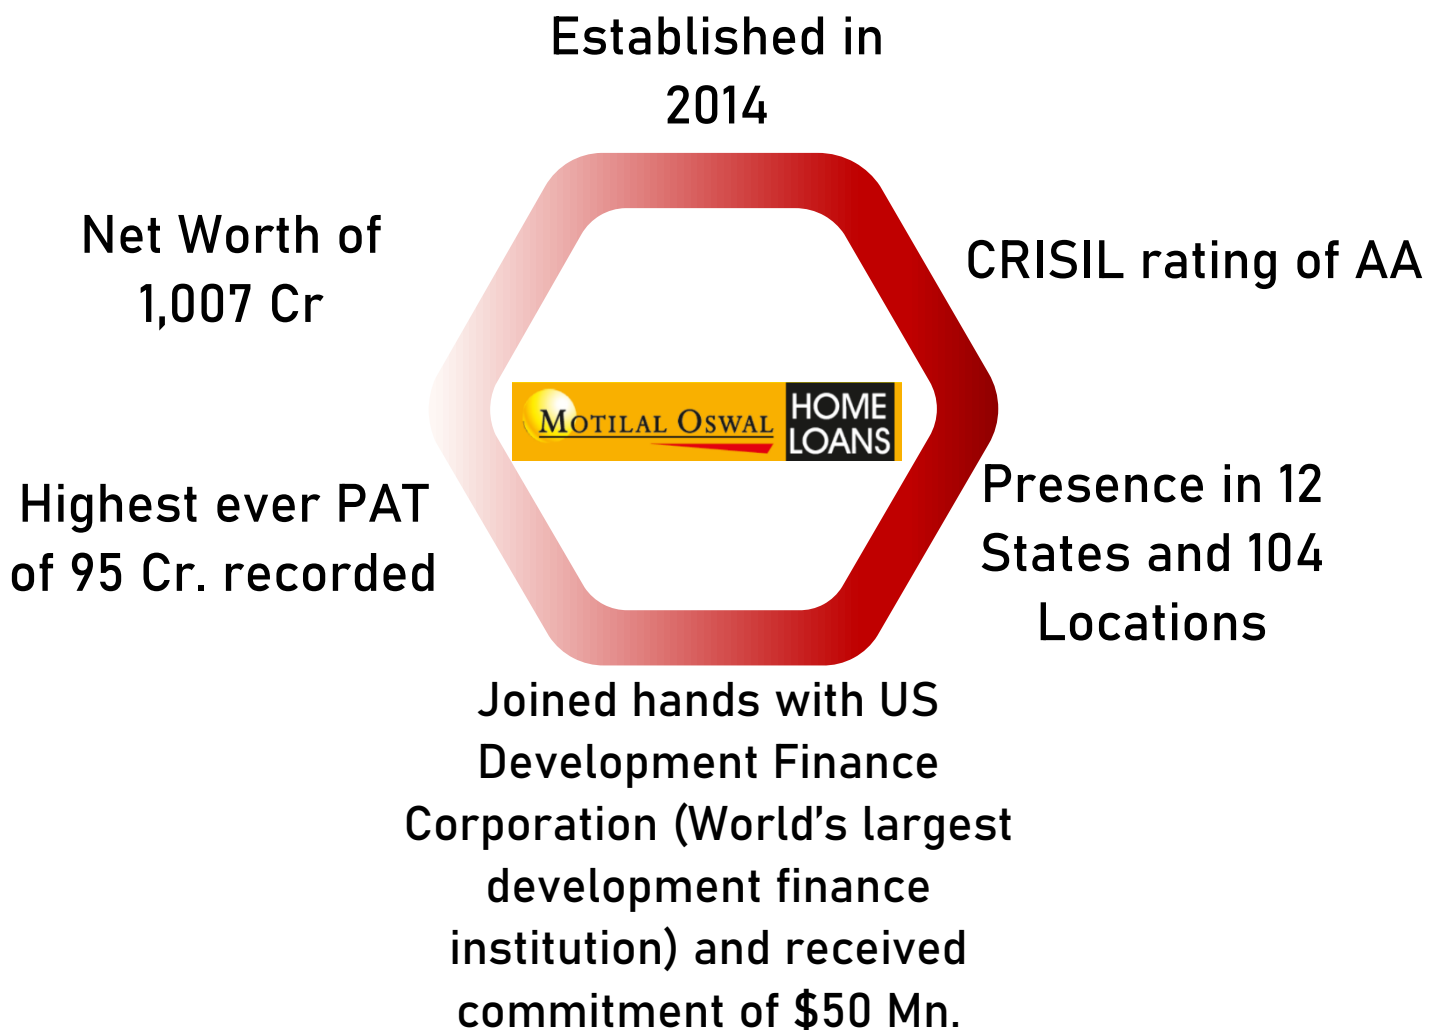 Established in
2014
Net Worth of
1,007 Cr
CRISIL rating of AA
MOTILAL OSWAL
HOME
LOANS
Highest ever PAT
of 95 Cr. recorded
Presence in 12
States and 104
Locations
Joined hands with US
Development Finance
Corporation (World's largest
development finance
institution) and received
commitment of $50 Mn.